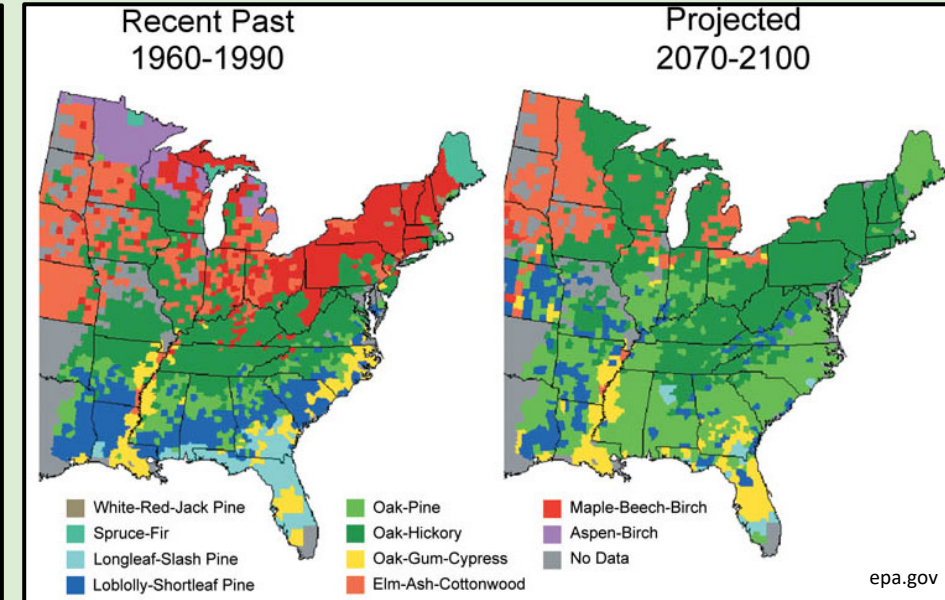 Recent Past
1960-1990
Projected
2070-2100
White-Red-Jack Pine
Spruce-Fir
Longleaf-Slash Pine
Loblolly-Shortleaf Pine
Oak-Pine
Oak-Hickory
Oak-Gum-Cypress
Elm-Ash-Cottonwood
Maple-Beech-Birch
Aspen-Birch
No Data
epa.gov